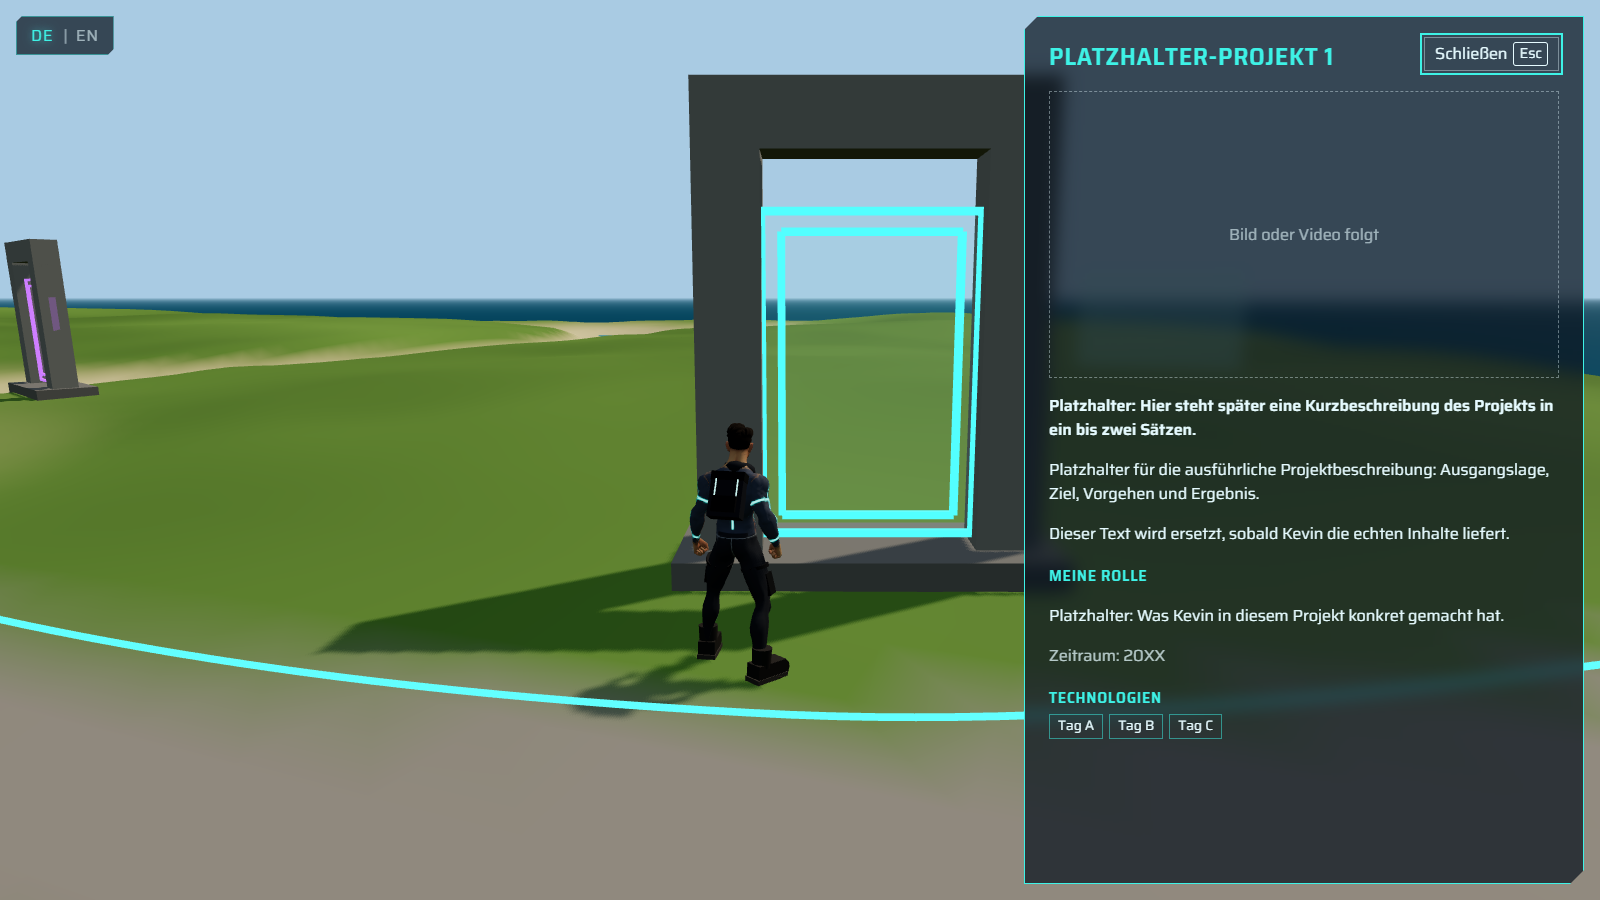 DE | EN
PLATZHALTER-PROJEKT 1
Schließen Esc
Bild oder Video folgt
Platzhalter: Hier steht später eine Kurzbeschreibung des Projekts in
ein bis zwei Sätzen.
Platzhalter für die ausführliche Projektbeschreibung: Ausgangslage,
Ziel, Vorgehen und Ergebnis.
Dieser Text wird ersetzt, sobald Kevin die echten Inhalte liefert.
MEINE ROLLE
Platzhalter: Was Kevin in diesem Projekt konkret gemacht hat.
Zeitraum: 20XX
TECHNOLOGIEN
Tag A Tag B Tag C